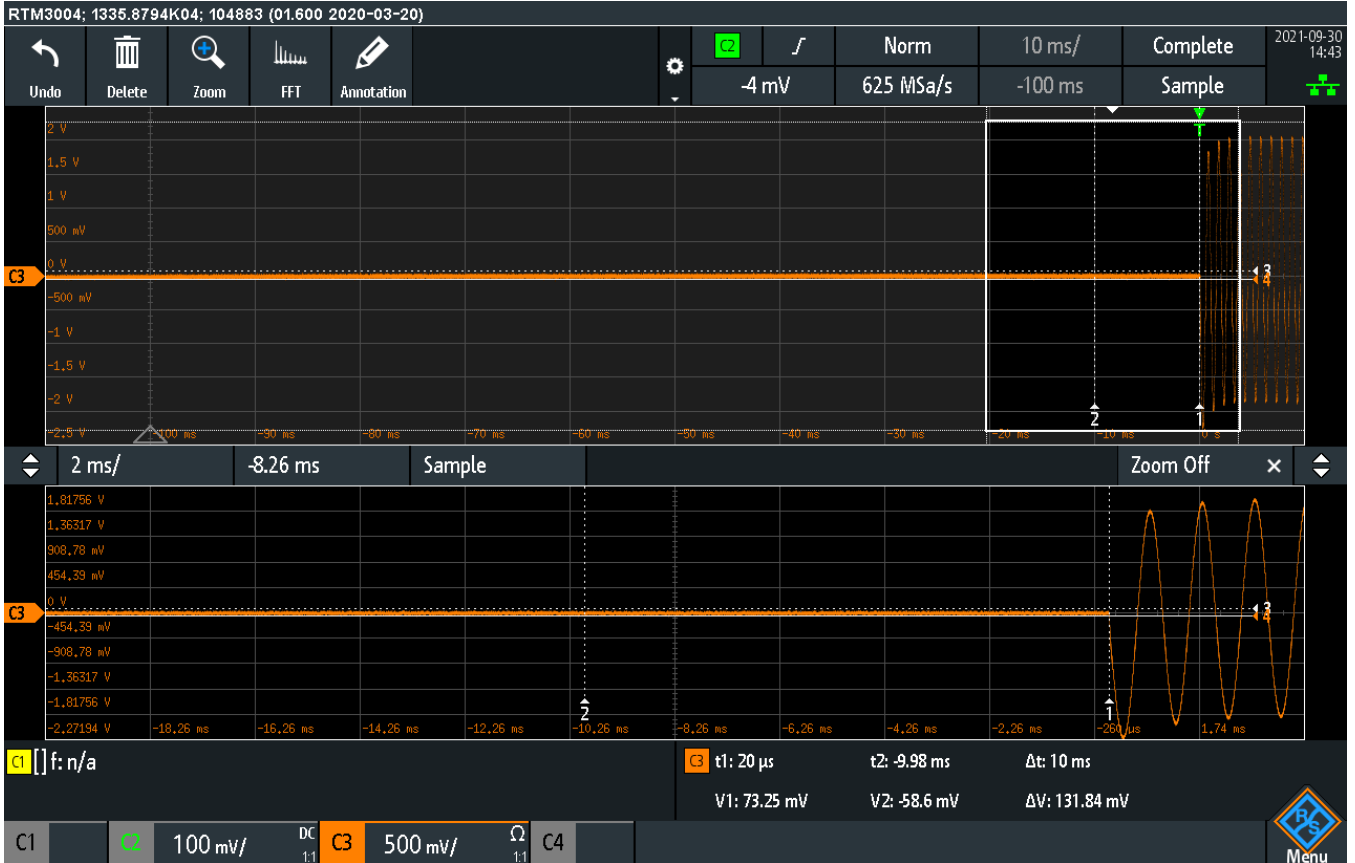 RTM3004; 1335.8794K04; 104883 (01.600 2020-03-20)
Undo Delete Zoom FFT Annotation
C2 Norm 10 ms/ Complete 2021-09-30
14:43
-4 mV 625 MSa/s -100 ms Sample
2 V
T
1.5 V
1 V
500 mV
0 V
C3
3
4
-500 mV
-1 V
-1.5 V
-2 V
2 1
-2.5 V -100 ms -90 ms -80 ms -70 ms -60 ms -50 ms -40 ms -30 ms -20 ms -10 ms 0 s
2 ms/ -8.26 ms Sample Zoom Off ×
1.81756 V
1.36317 V
908.78 mV
454.39 mV
0 V
C3
3
4
-454.39 mV
-908.78 mV
-1.36317 V
-1.81756 V
2 1
-2.27194 V -18.26 ms -16.26 ms -14.26 ms -12.26 ms -10.26 ms -8.26 ms -6.26 ms -4.26 ms -2.26 ms -260 µs 1.74 ms
C1 [] f: n/a C3 t1: 20 µs t2: -9.98 ms Δt: 10 ms
V1: 73.25 mV V2: -58.6 mV ΔV: 131.84 mV
C1 C2 100 mV/ DC 1:1 C3 500 mV/ Ω 1:1 C4
R/S
Menu